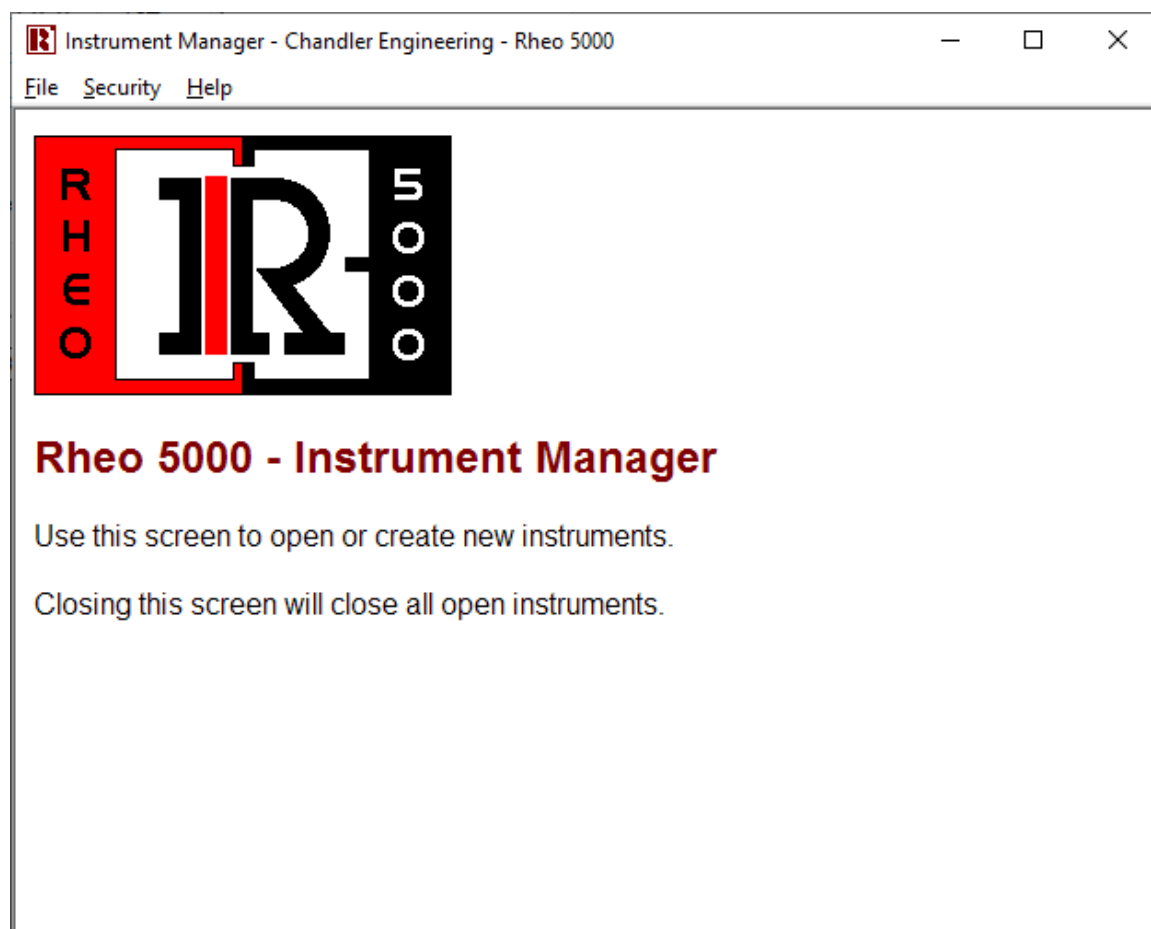 Instrument Manager - Chandler Engineering - Rheo 5000
File Security Help
RHEO
R
5000
Rheo 5000 - Instrument Manager
Use this screen to open or create new instruments.
Closing this screen will close all open instruments.